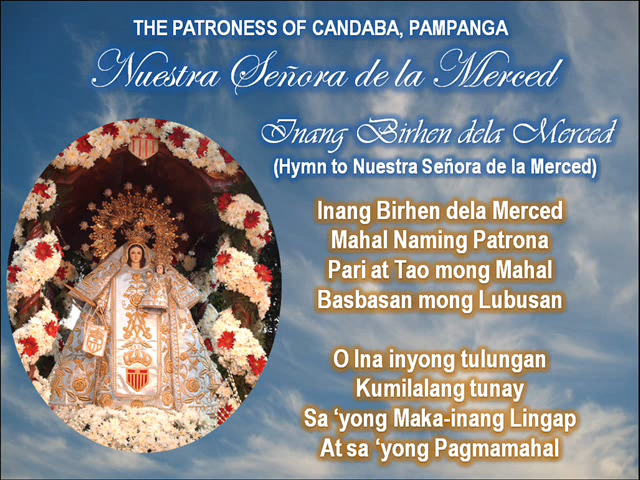 THE PATRONESS OF CANDABA, PAMPANGA
Nuestra Señora de la Merced
Inang Birhen dela Merced
(Hymn to Nuestra Señora de la Merced)
Inang Birhen dela Merced
Mahal Naming Patrona
Pari at Tao mong Mahal
Basbasan mong Lubusan
O Ina inyong tulungan
Kumilalang tunay
Sa ‘yong Maka-inang Lingap
At sa ‘yong Pagmamahal